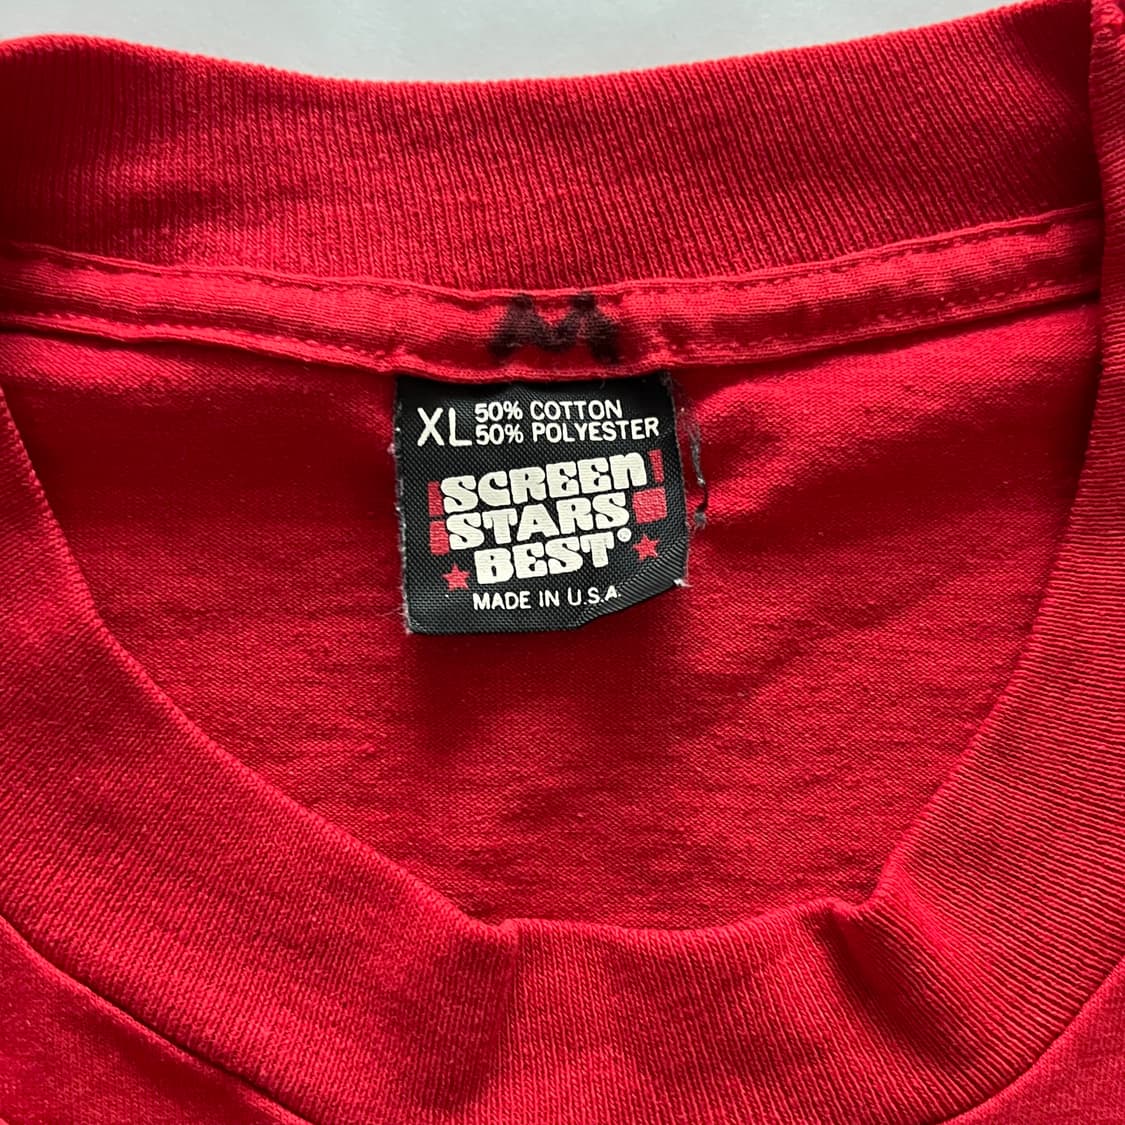 M
XL 50% COTTON
50% POLYESTER
SCREEN
STARS
BEST®
MADE IN U.S.A.